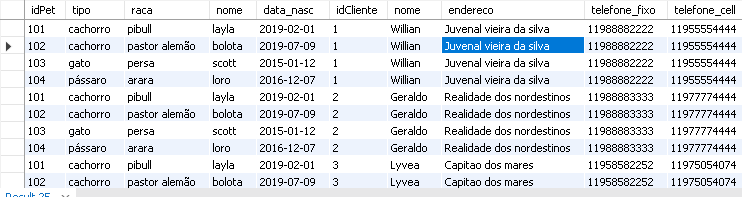 idPet tipo raca nome data_nasc idCliente nome endereco telefone_fixo telefone_cell
101 cachorro pibull layla 2019-02-01 1 Willian Juvenal vieira da silva 11988882222 11955554444
102 cachorro pastor alemão bolota 2019-07-09 1 Willian Juvenal vieira da silva 11988882222 11955554444
103 gato persa scott 2015-01-12 1 Willian Juvenal vieira da silva 11988882222 11955554444
104 pássaro arara loro 2016-12-07 1 Willian Juvenal vieira da silva 11988882222 11955554444
101 cachorro pibull layla 2019-02-01 2 Geraldo Realidade dos nordestinos 11988883333 11977774444
102 cachorro pastor alemão bolota 2019-07-09 2 Geraldo Realidade dos nordestinos 11988883333 11977774444
103 gato persa scott 2015-01-12 2 Geraldo Realidade dos nordestinos 11988883333 11977774444
104 pássaro arara loro 2016-12-07 2 Geraldo Realidade dos nordestinos 11988883333 11977774444
101 cachorro pibull layla 2019-02-01 3 Lyvea Capitao dos mares 11958582252 11975054074
102 cachorro pastor alemão bolota 2019-07-09 3 Lyvea Capitao dos mares 11958582252 11975054074
Result 25